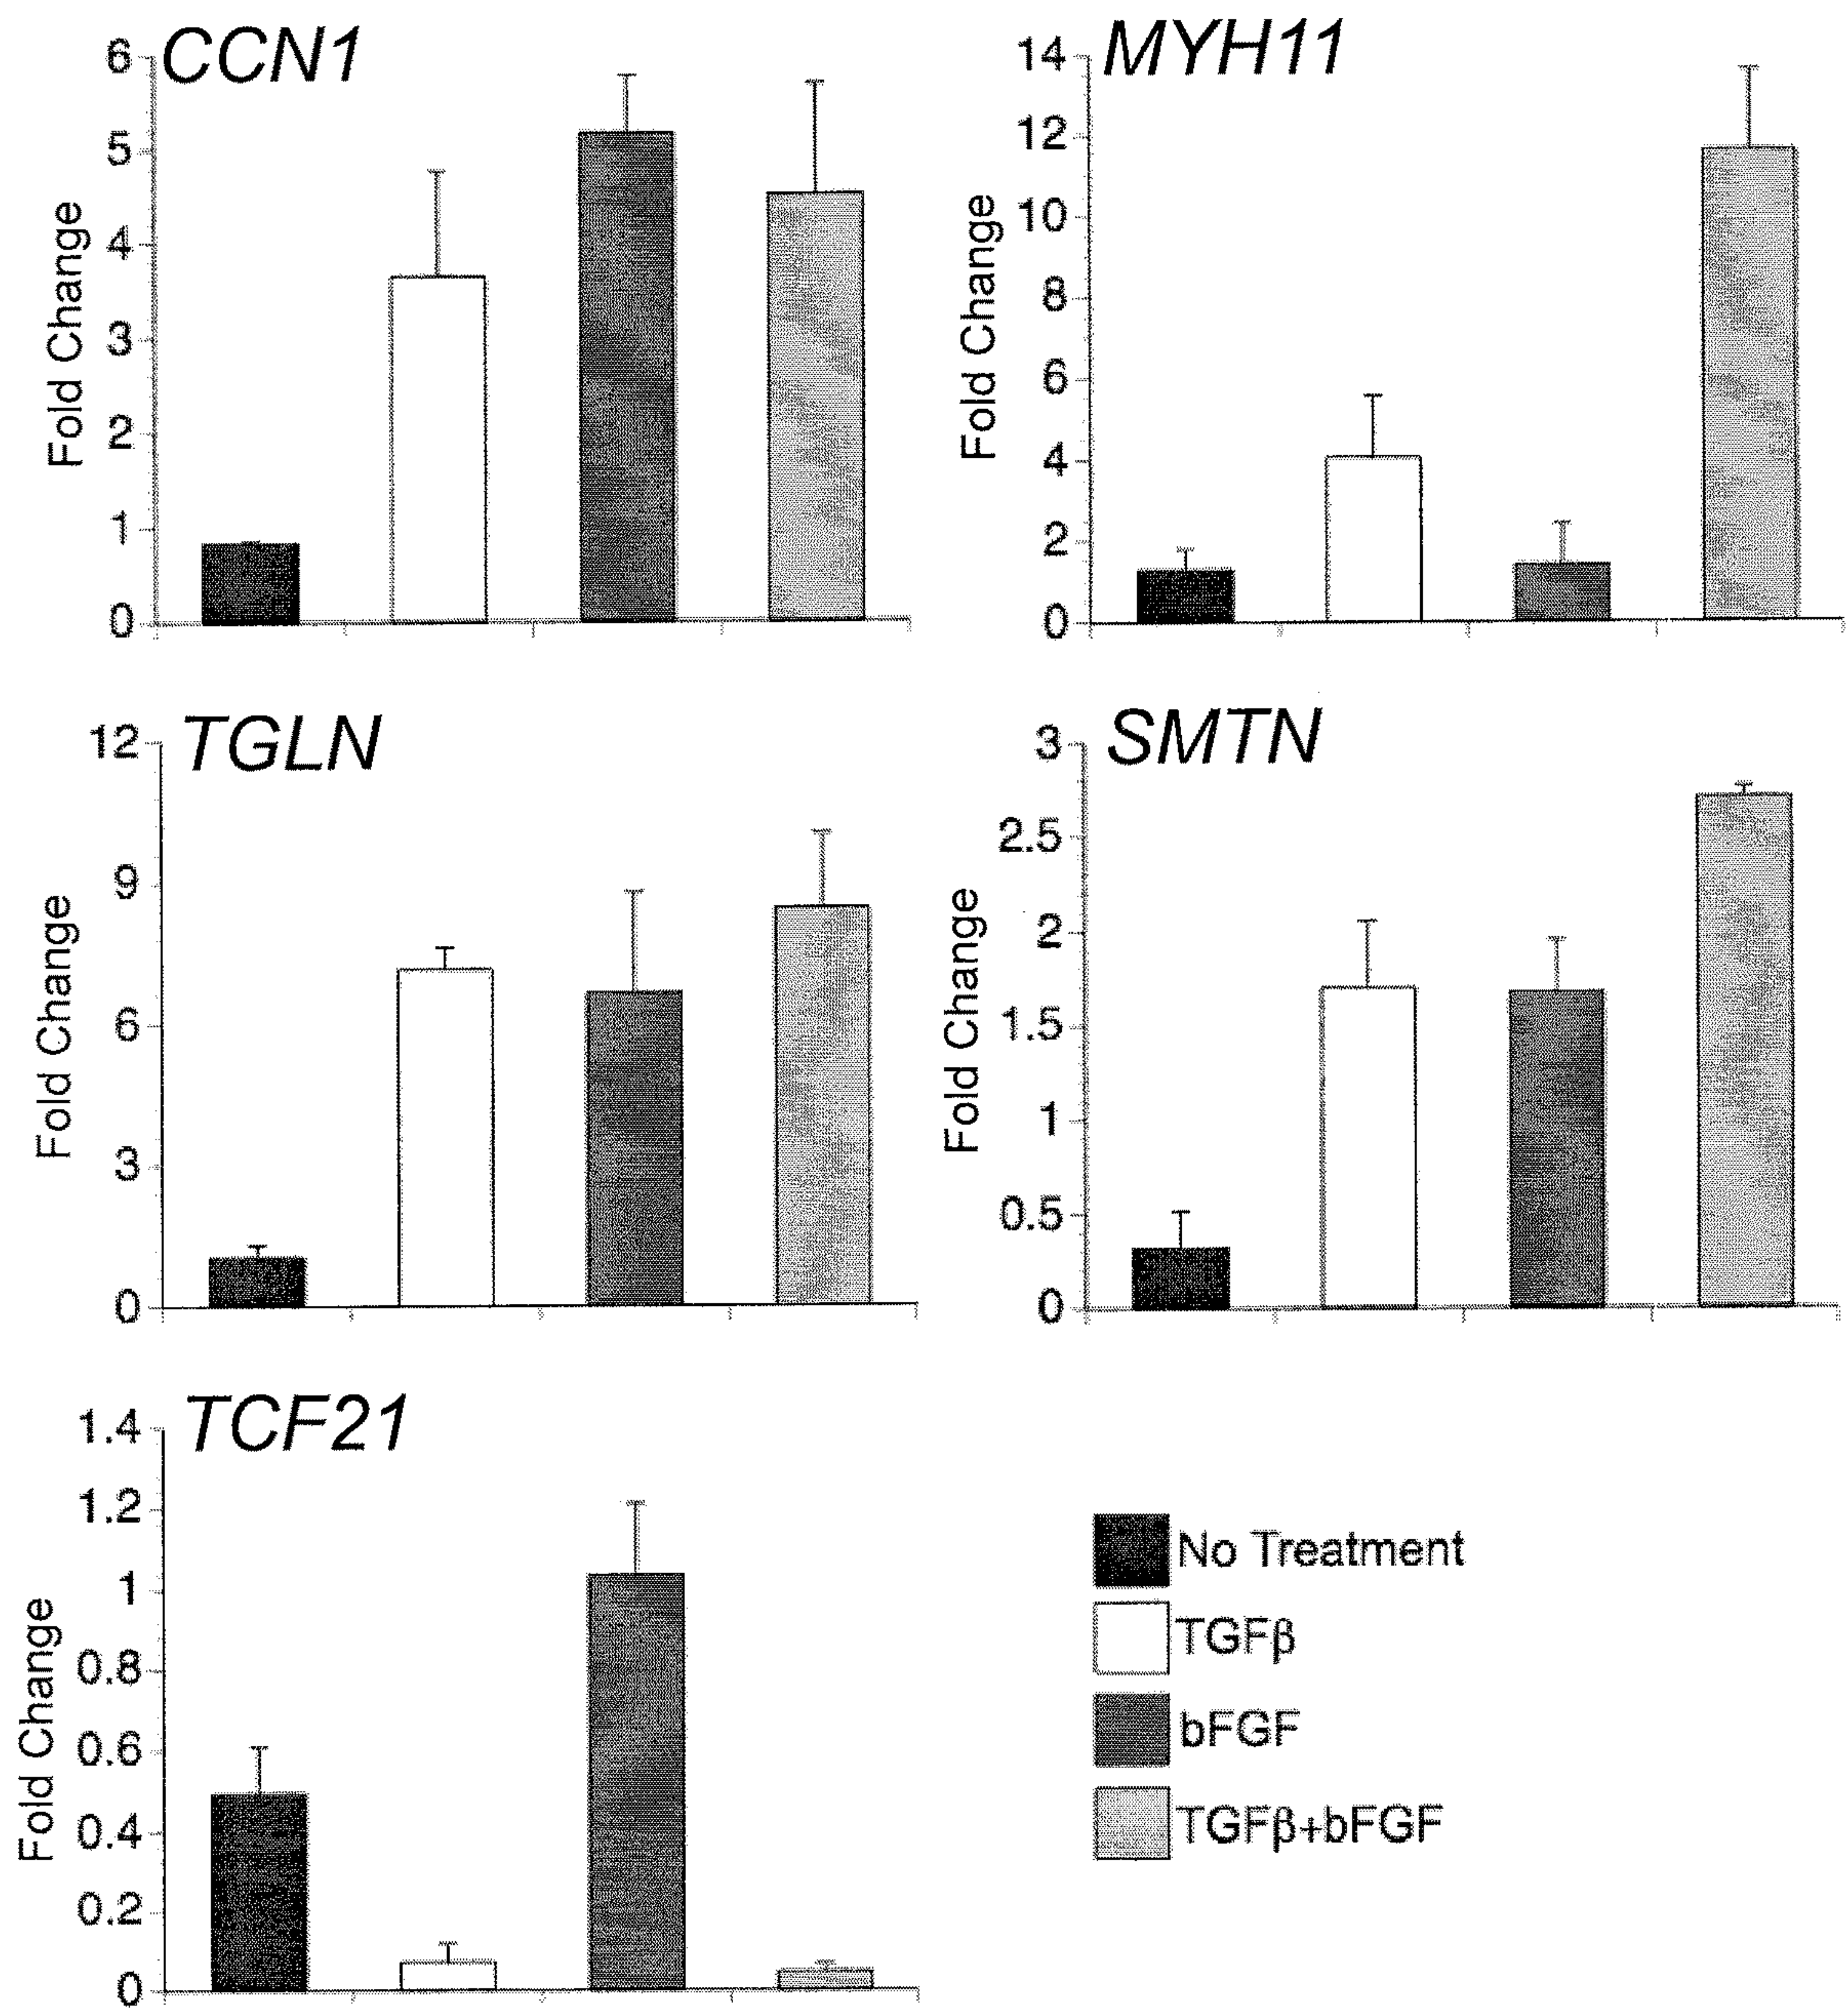 CCN1
Fold Change
6
5
4
3
2
1
0
MYH11
Fold Change
14
12
10
8
6
4
2
0
TGLN
Fold Change
12
9
6
3
0
SMTN
Fold Change
3
2.5
2
1.5
1
0.5
0
TCF21
Fold Change
1.4
1.2
1
0.8
0.6
0.4
0.2
0
No Treatment
TGFβ
bFGF
TGFβ+bFGF